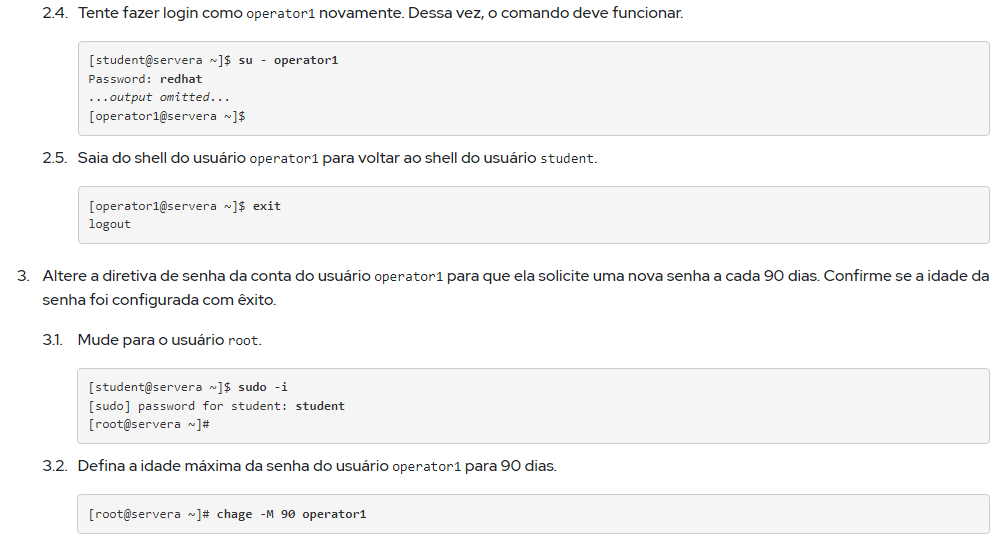 2.4. Tente fazer login como operator1 novamente. Dessa vez, o comando deve funcionar.
[student@servera ~]$ su - operator1
Password: redhat
...output omitted...
[operator1@servera ~]$
2.5. Saia do shell do usuário operator1 para voltar ao shell do usuário student.
[operator1@servera ~]$ exit
logout
3. Altere a diretiva de senha da conta do usuário operator1 para que ela solicite uma nova senha a cada 90 dias. Confirme se a idade da
senha foi configurada com êxito.
3.1. Mude para o usuário root.
[student@servera ~]$ sudo -i
[sudo] password for student: student
[root@servera ~]#
3.2. Defina a idade máxima da senha do usuário operator1 para 90 dias.
[root@servera ~]# chage -M 90 operator1